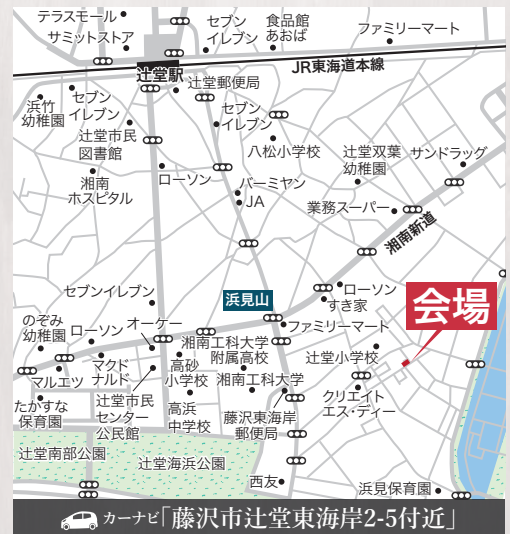 テラスモール
サミットストア
セブン
イレブン
食品館
あおば
ファミリーマート
JR東海道本線
辻堂駅
浜竹
幼稚園
セブン
イレブン
辻堂郵便局
セブン
イレブン
辻堂市民
図書館
八松小学校
辻堂双葉
幼稚園
サンドラッグ
湘南
ホスピタル
ローソン
バーミヤン
JA
業務スーパー
湘南新道
セブンイレブン
浜見山
ローソン
すき家
会場
のぞみ
幼稚園
ローソン
オーケー
ファミリーマート
湘南工科大学
附属高校
辻堂小学校
マルエツ
マクド
ナルド
高砂
小学校
湘南工科大学
クリエイト
エス・ディー
たかすな
保育園
辻堂市民
センター
公民館
高浜
中学校
藤沢東海岸
郵便局
辻堂南部公園
辻堂海浜公園
西友
浜見保育園
カーナビ「藤沢市辻堂東海岸2-5付近」